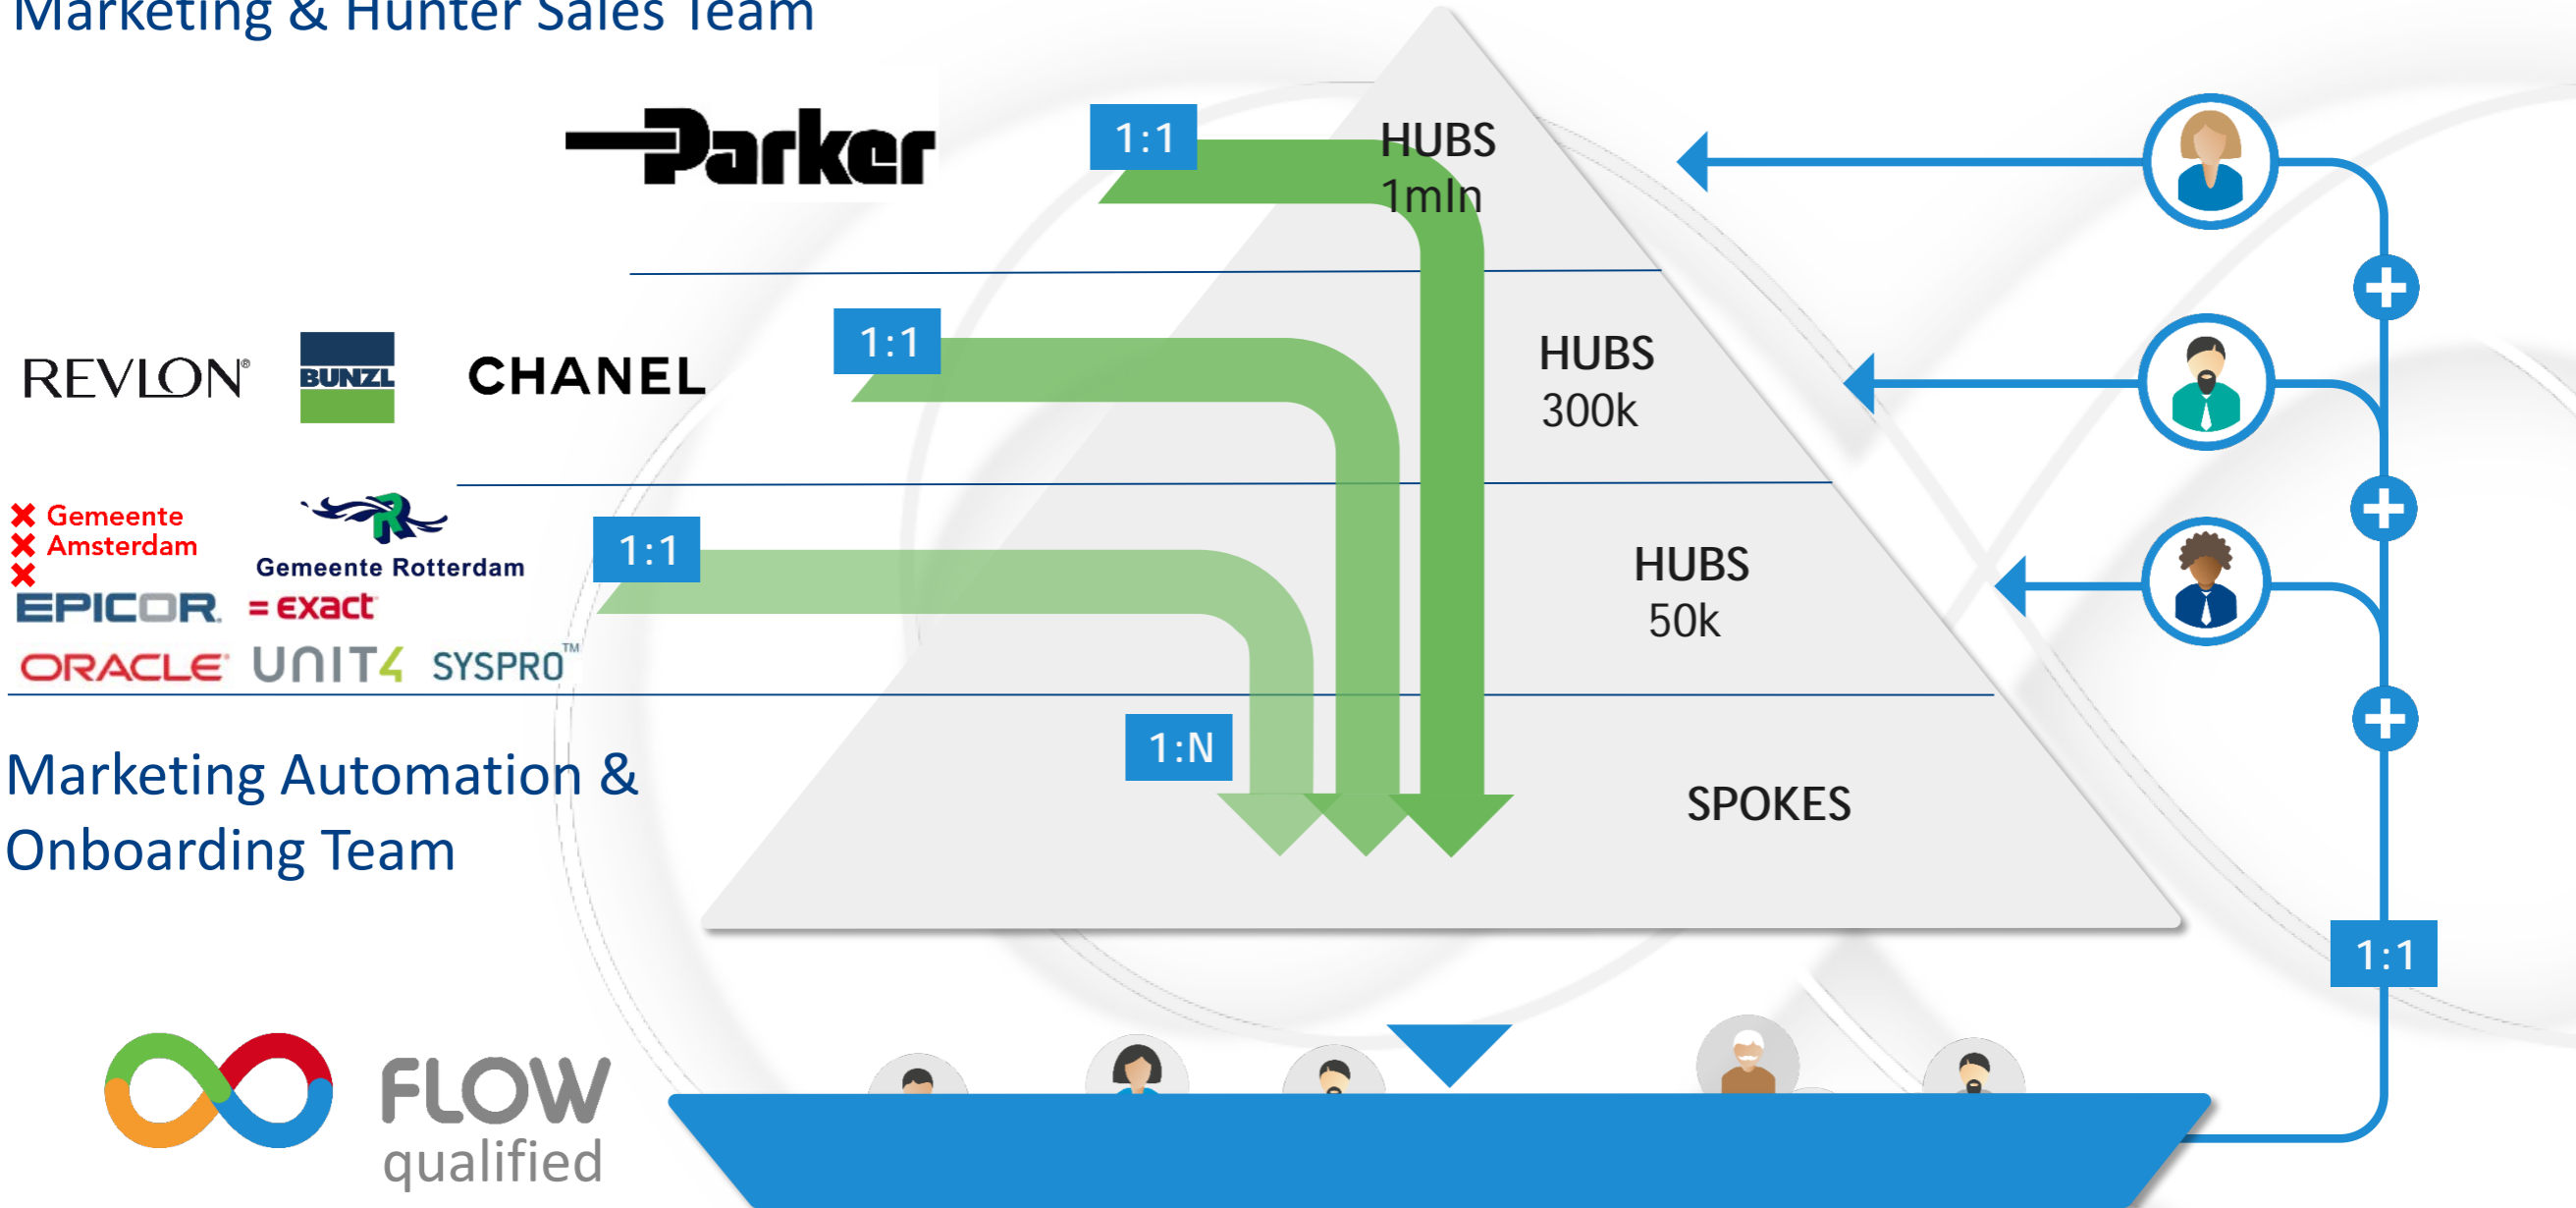 Marketing & Hunter Sales Team
Parker
1:1
HUBS
1mln
REVLON®
BUNZL
CHANEL
1:1
HUBS
300k
Gemeente
Amsterdam
Gemeente Rotterdam
EPICOR
= exact
ORACLE
UNIT4
SYSPRO™
1:1
HUBS
50k
Marketing Automation &
Onboarding Team
1:N
SPOKES
1:1
FLOW
qualified